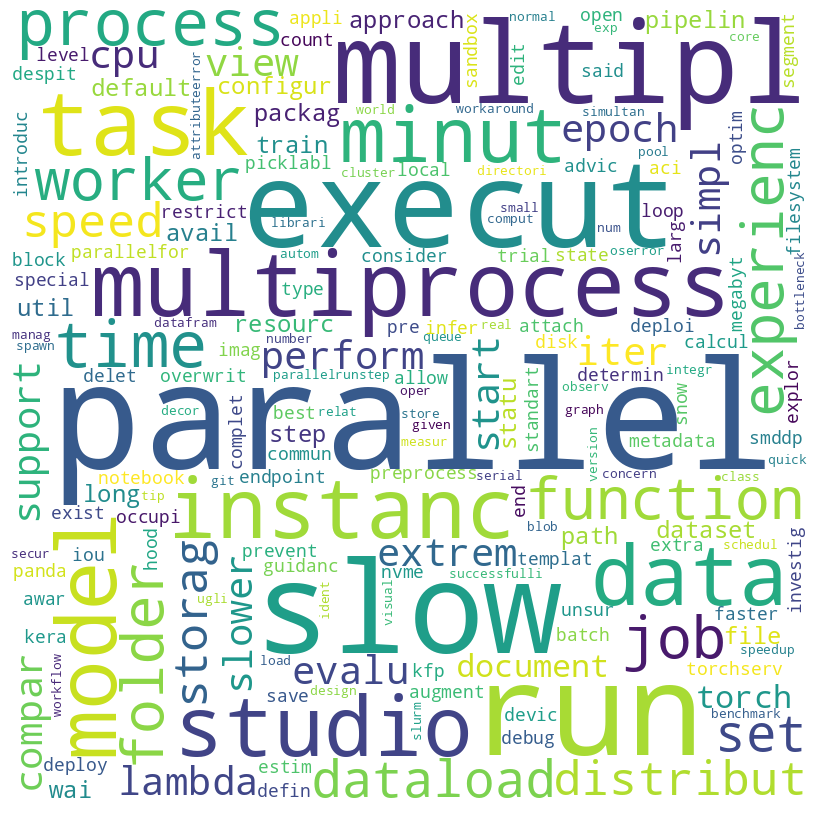 process
appli
count
approach
sandbox
normal
exp
open
pipelin
core
segment
despit
level
cpu
view
multipl
edit
said
default
configur
attributeerror
task
packag
world
workaround
simultan
introduc
train
minut
epoch
pool
optim
experienc
filesystem
worker
picklabl
cluster
local
directori
advic
aci
simpl
speed
restrict
avail
librari
execut
small
comput
num
loop
larg
block
parallelfor
autom
consider
trial
state
oserror
megabyt
bottleneck
special
util
type
multiprocess
datafram
resourc
pre
infer
real
attach
deploi
calcul
manag
spawn
time
imag
number
perform
queue
start
statu
disk
iter
integr
delet
overwrit
parallelrunstep
allow
standart
determin
observ
snow
explor
support
decor
best
relat
oper
store
given
graph
metadata
smddp
complet
step
commun
measur
parallel
version
quick
notebook
git
endpoint
preprocess
serial
end
concern
class
long
tip
instanc
function
exist
occupi
blob
path
dataset
secur
iou
hood
prevent
extrem
templat
extra
schedul
panda
model
folder
storag
slower
guidanc
ident
nvme
successfulli
slow
data
investig
awar
ugli
visual
unsur
faster
kera
batch
job
file
speedup
compar
workflow
load
evalu
kfp
document
torchserv
save
design
augment
run
torch
studio
slurm
devic
debug
benchmark
set
deploy
wai
lambda
estim
defin
dataload
distribut